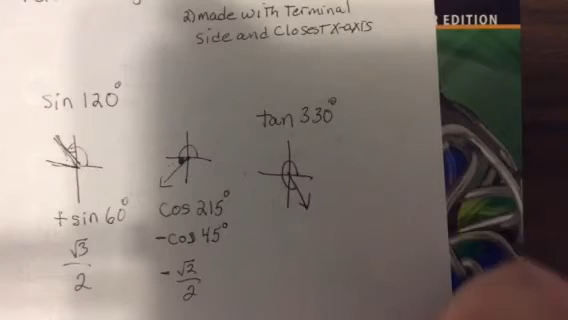 2) made with Terminal
side and Closest x-axis
EDITION
sin 120°
+ sin 60°
√3
2
cos 215°
-cos 45°
- √2
2
tan 330°